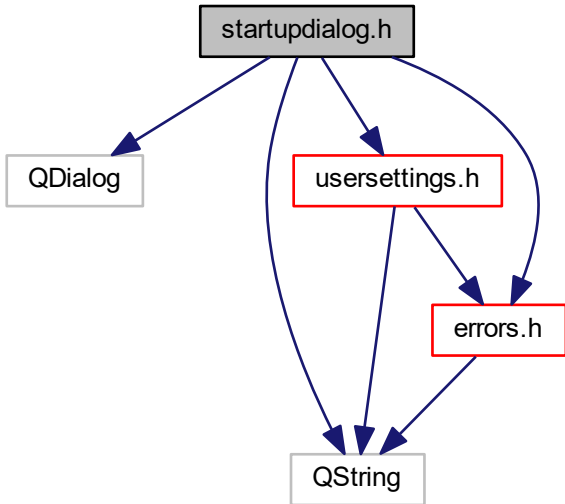 startupdialog.h
QDialog
usersettings.h
errors.h
QString